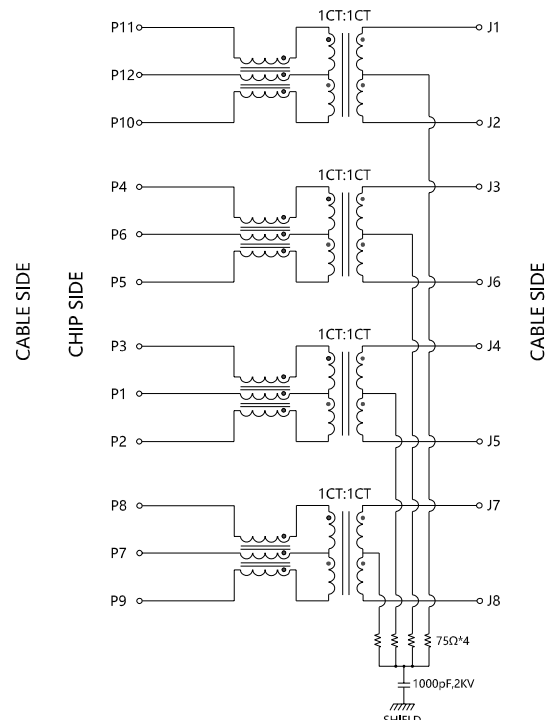 1CT:1CT
P11
J1
P12
P10
J2
1CT:1CT
P4
J3
P6
P5
J6
CABLE SIDE
CHIP SIDE
CABLE SIDE
1CT:1CT
P3
J4
P1
P2
J5
1CT:1CT
P8
J7
P7
P9
J8
75Ω*4
1000pF,2KV
SHIELD